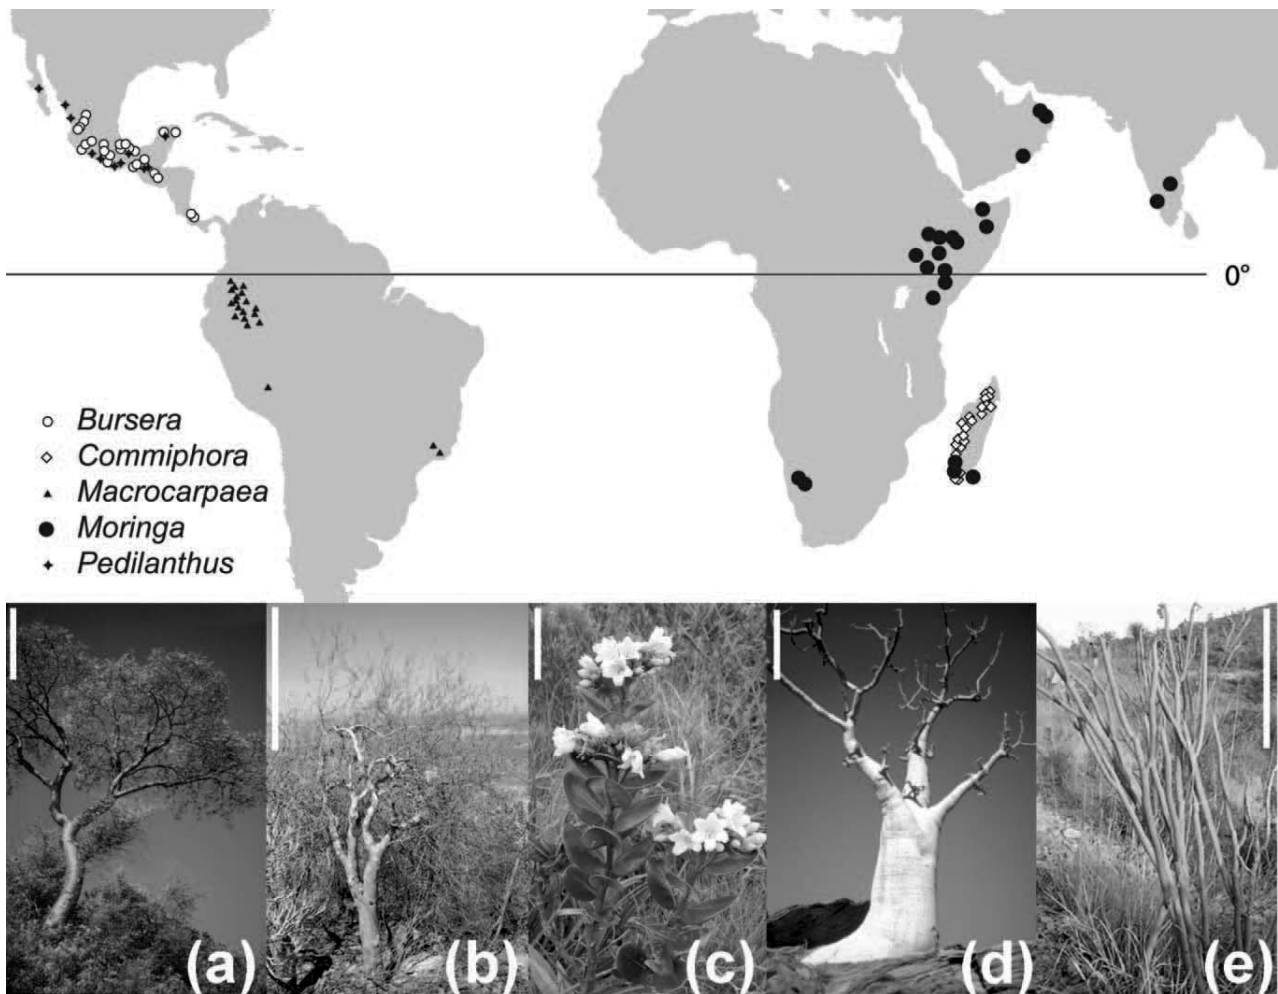 0°
Bursera
Commiphora
Macrocarpaea
Moringa
Pedilanthus
(a) (b) (c) (d) (e)